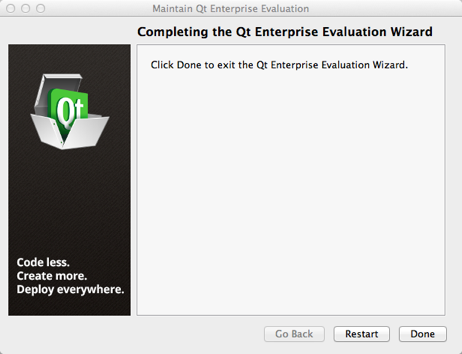 Maintain Qt Enterprise Evaluation
Completing the Qt Enterprise Evaluation Wizard
Click Done to exit the Qt Enterprise Evaluation Wizard.
Qt
Code less.
Create more.
Deploy everywhere.
Go Back
Restart
Done